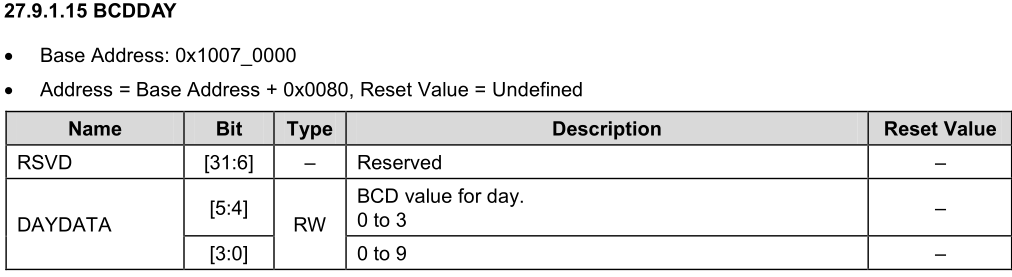 27.9.1.15 BCDDAY
• Base Address: 0x1007_0000
• Address = Base Address + 0x0080, Reset Value = Undefined
Name Bit Type Description Reset Value
RSVD [31:6] – Reserved –
DAYDATA [5:4] RW BCD value for day.
0 to 3 –
[3:0] 0 to 9 –